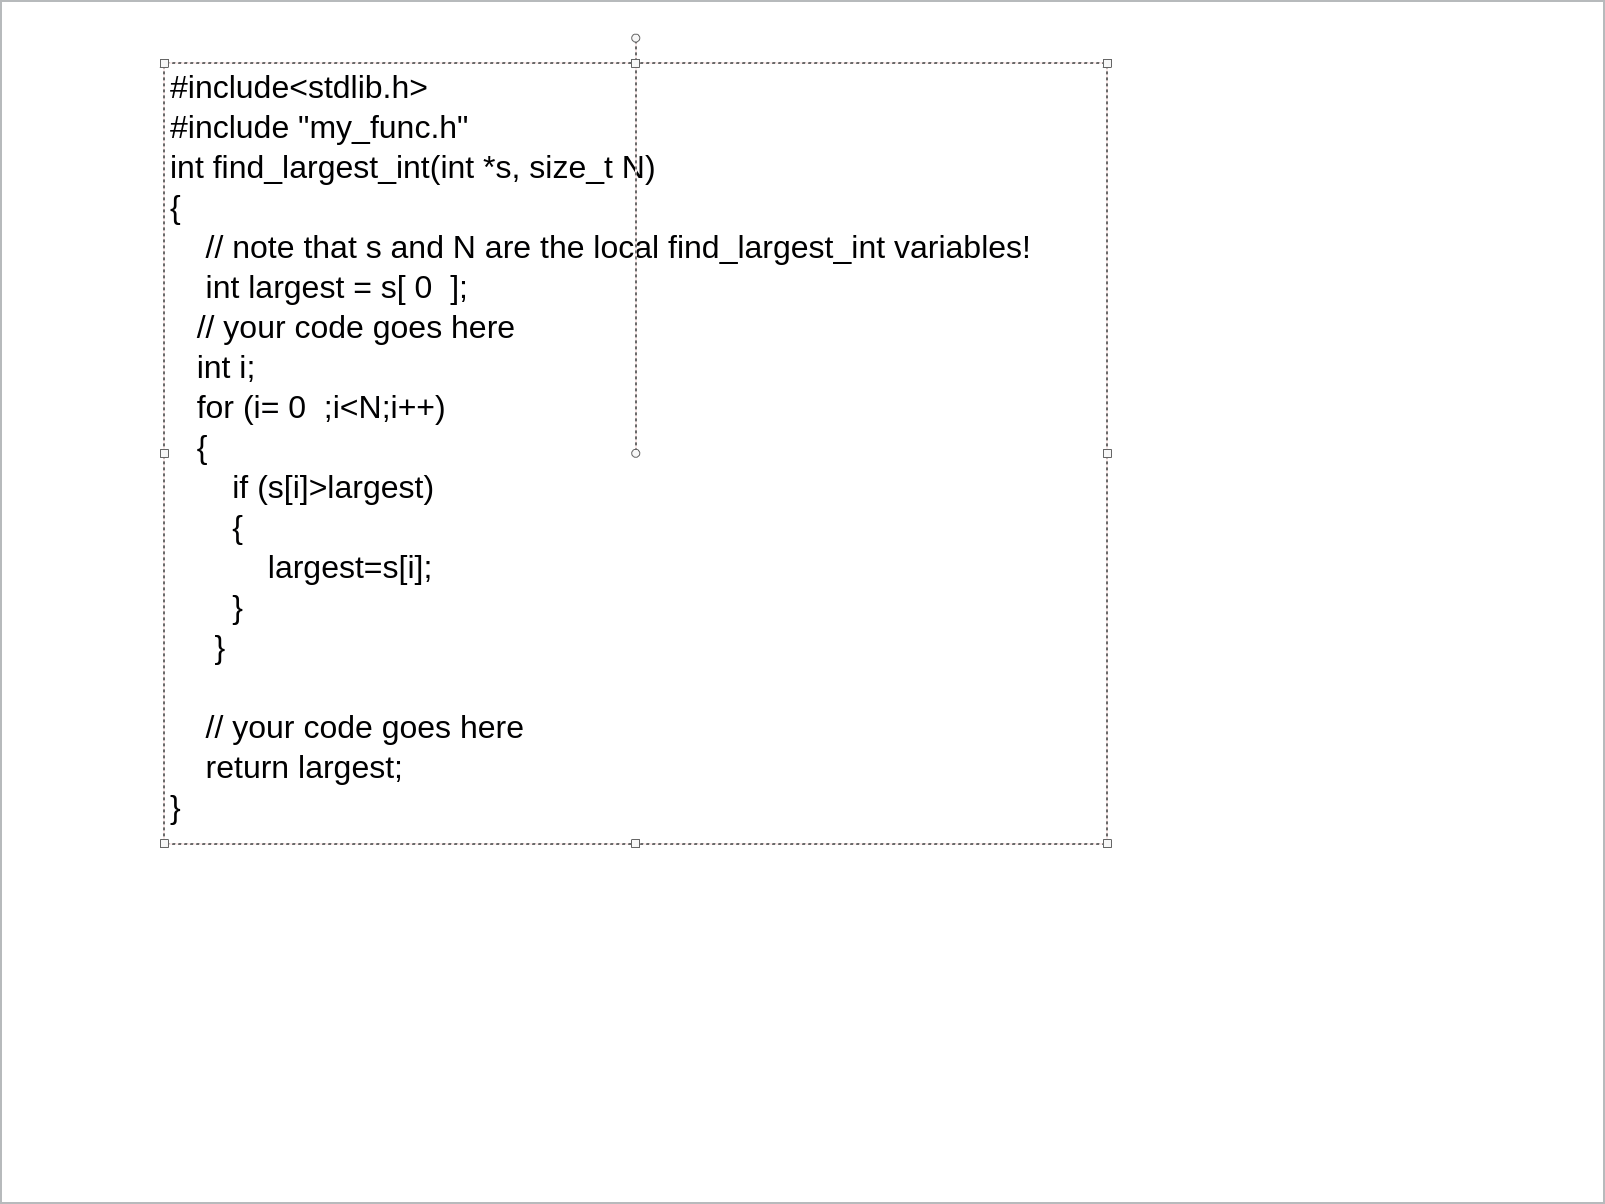 #include<stdlib.h>
#include "my_func.h"
int find_largest_int(int *s, size_t N)
{
    // note that s and N are the local find_largest_int variables!
    int largest = s[ 0  ];
   // your code goes here
   int i;
   for (i= 0  ;i<N;i++)
   {
       if (s[i]>largest)
       {
           largest=s[i];
       }
     }

    // your code goes here
    return largest;
}